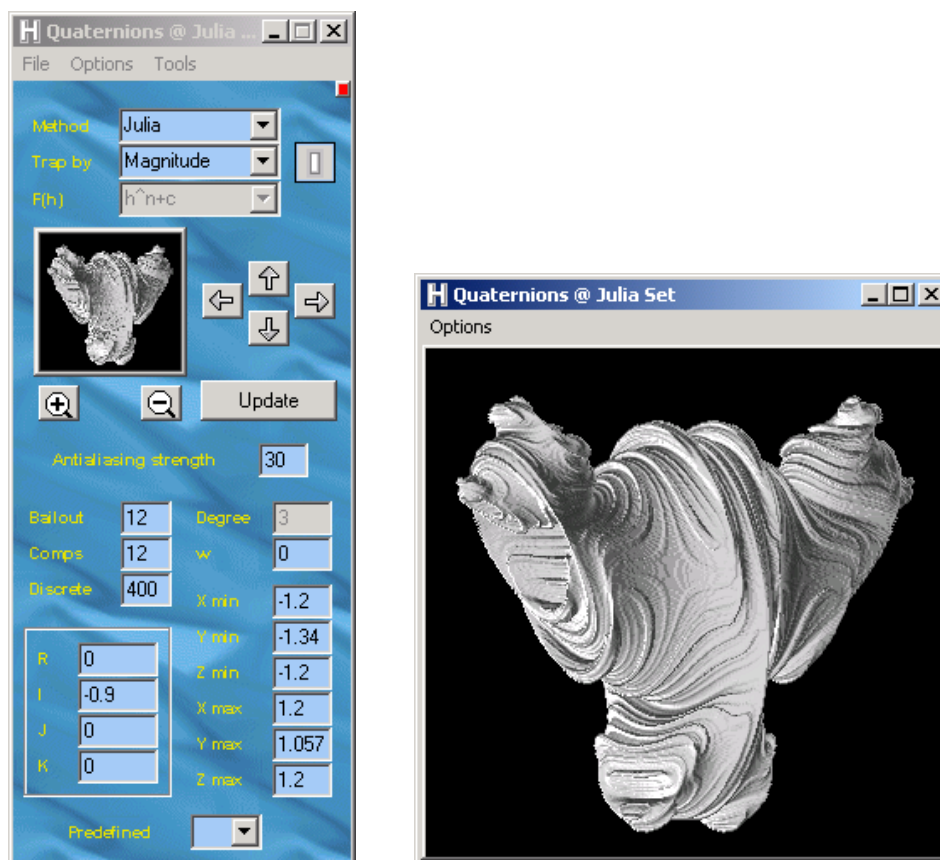 Quaternions @ Julia ...
File Options Tools
Method Julia
Trap by Magnitude
F(h) h^n+c
Update
Antialiasing strength 30
Bailout 12 Degree 3
Comps 12 w 0
Discrete 400
X min -1.2
Y min -1.34
R 0
Z min -1.2
I -0.9
X max 1.2
J 0
Y max 1.057
K 0
Z max 1.2
Predefined
Quaternions @ Julia Set
Options